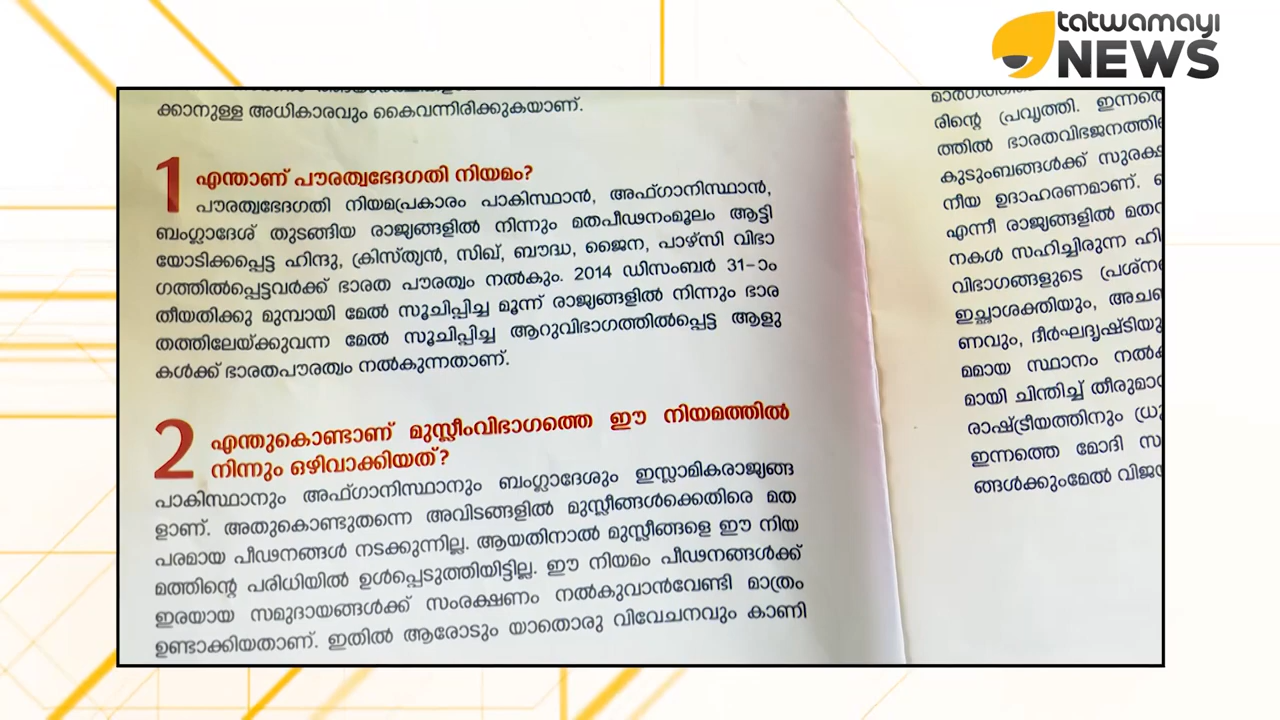 tatwamayi
NEWS
ക്കാനുള്ള അധികാരവും കൈവന്നിരിക്കുകയാണ്.
1 എന്താണ് പൗരത്വഭേദഗതി നിയമം?
പൗരത്വഭേദഗതി നിയമപ്രകാരം പാകിസ്ഥാൻ, അഫ്ഗാനിസ്ഥാൻ,
ബംഗ്ലാദേശ് തുടങ്ങിയ രാജ്യങ്ങളിൽ നിന്നും മതപീഢനംമൂലം ആട്ടി
യോടിക്കപ്പെട്ട ഹിന്ദു, ക്രിസ്ത്യൻ, സിഖ്, ബൗദ്ധ, ജൈന, പാഴ്സി വിഭാ
ഗത്തിൽപ്പെട്ടവർക്ക് ഭാരത പൗരത്വം നൽകും. 2014 ഡിസംബർ 31-ാം
തീയതിക്കു മുമ്പായി മേൽ സൂചിപ്പിച്ച മൂന്ന് രാജ്യങ്ങളിൽ നിന്നും ഭാര
തത്തിലേയ്ക്കുവന്ന മേൽ സൂചിപ്പിച്ച ആറുവിഭാഗത്തിൽപ്പെട്ട ആളു
കൾക്ക് ഭാരതപൗരത്വം നൽകുന്നതാണ്.
2 എന്തുകൊണ്ടാണ് മുസ്ലീംവിഭാഗത്തെ ഈ നിയമത്തിൽ
നിന്നും ഒഴിവാക്കിയത്?
പാകിസ്ഥാനും അഫ്ഗാനിസ്ഥാനും ബംഗ്ലാദേശും ഇസ്ലാമികരാജ്യങ്ങ
ളാണ്. അതുകൊണ്ടുതന്നെ അവിടങ്ങളിൽ മുസ്ലീങ്ങൾക്കെതിരെ മത
പരമായ പീഢനങ്ങൾ നടക്കുന്നില്ല. ആയതിനാൽ മുസ്ലീങ്ങളെ ഈ നിയ
മത്തിന്റെ പരിധിയിൽ ഉൾപ്പെടുത്തിയിട്ടില്ല. ഈ നിയമം പീഢനങ്ങൾക്ക്
ഇരയായ സമുദായങ്ങൾക്ക് സംരക്ഷണം നൽകുവാൻവേണ്ടി മാത്രം
ഉണ്ടാക്കിയതാണ്. ഇതിൽ ആരോടും യാതൊരു വിവേചനവും കാണി
രിന്റെ പ്രവൃത്തി.
ത്തിൽ
കുടുംബങ്ങൾക്ക്
നീയ ഉദാഹരണമാണ്.
എന്നീ രാജ്യങ്ങളിൽ
നകൾ സഹിച്ചിരുന്ന
വിഭാഗങ്ങളുടെ
ഇച്ഛാശക്തിയും,
ണവും,
മമായ സ്ഥാനം
മായി ചിന്തിച്ച്
രാഷ്ട്രീയത്തിനും
ഇന്നത്തെ മോദി
ങ്ങൾക്കുംമേൽ